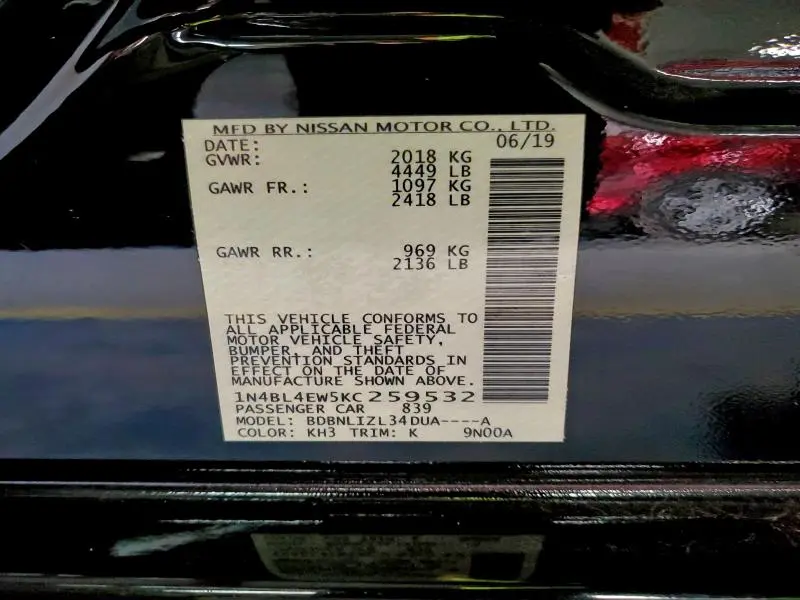 MFD BY NISSAN MOTOR CO., LTD.
DATE: 06/19
GVWR: 2018 KG
4449 LB
GAWR FR.: 1097 KG
2418 LB
GAWR RR.: 969 KG
2136 LB
THIS VEHICLE CONFORMS TO
ALL APPLICABLE FEDERAL
MOTOR VEHICLE SAFETY,
BUMPER, AND THEFT
PREVENTION STANDARDS IN
EFFECT ON THE DATE OF
MANUFACTURE SHOWN ABOVE.
1N4BL4EW5KC259532
PASSENGER CAR 839
MODEL: BDBNLIZL34DUA----A
COLOR: KH3 TRIM: K 9N00A